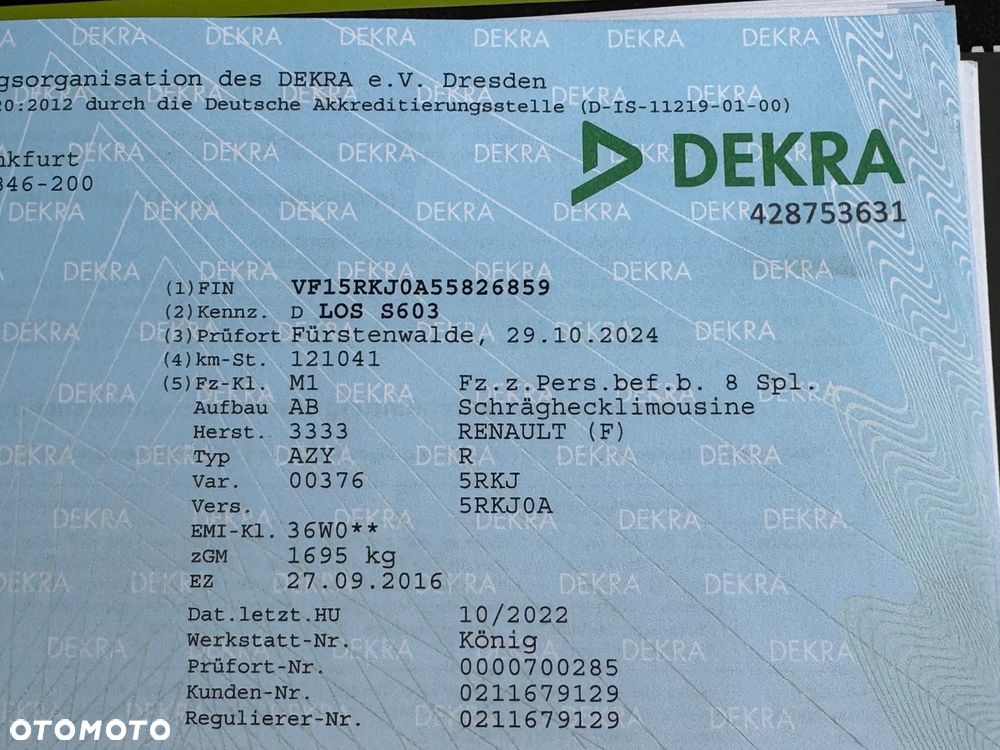 gsorganisation des DEKRA e.V. Dresden
20:2012 durch die Deutsche Akkreditierungsstelle (D-IS-11219-01-00)
nkfurt
346-200
DEKRA
428753631
(1) FIN VF15RKJ0A55826859
(2) Kennz. D LOS S603
(3) Prüfort Fürstenwalde, 29.10.2024
(4) km-St. 121041
(5) Fz-Kl. M1 Fz.z.Pers.bef.b. 8 Spl.
Aufbau AB Schräghecklimousine
Herst. 3333 RENAULT (F)
Typ AZY R
Var. 00376 5RKJ
Vers. 5RKJ0A
EMI-Kl. 36W0**
zGM 1695 kg
EZ 27.09.2016
Dat.letzt.HU 10/2022
Werkstatt-Nr. König
Prüfort-Nr. 0000700285
Kunden-Nr. 0211679129
Regulierer-Nr. 0211679129
OTOMOTO